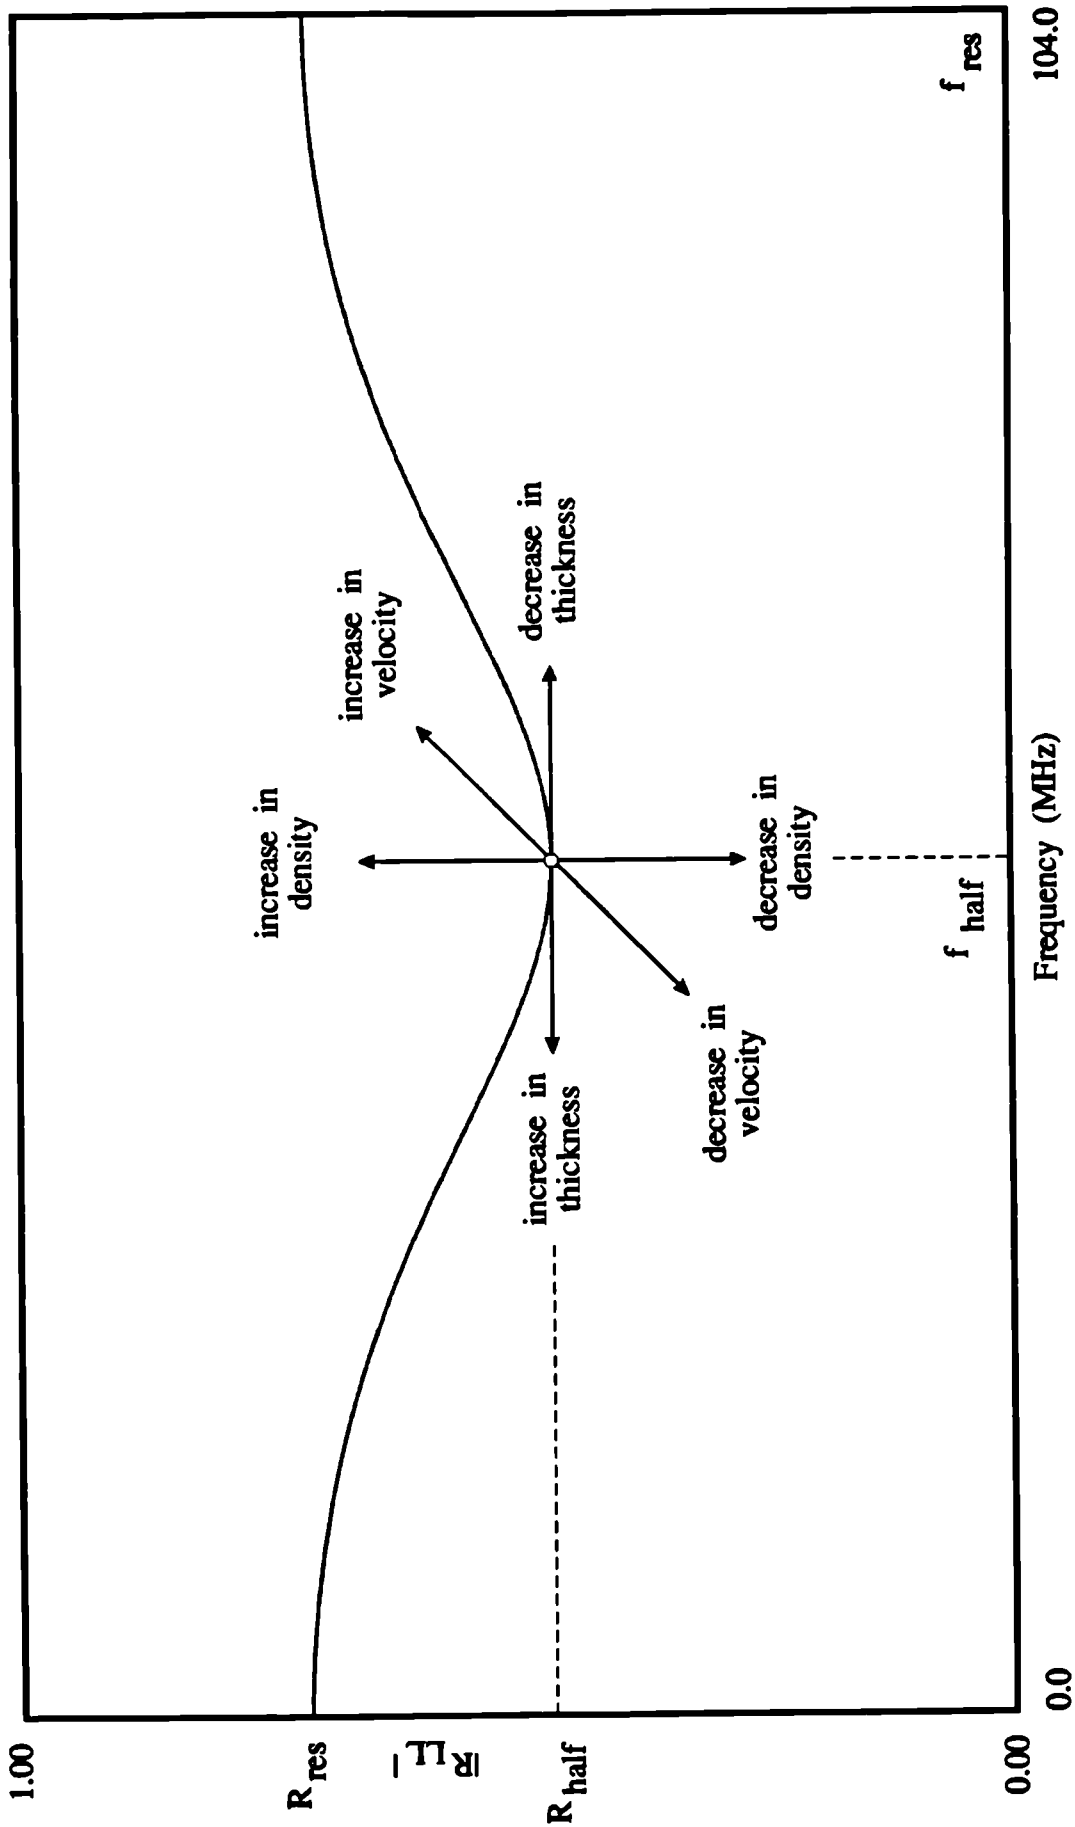 1.00
R res
|R LL|
R half
0.00
increase in
density
increase in
velocity
increase in
thickness
decrease in
thickness
decrease in
velocity
decrease in
density
f half
f res
0.0
Frequency (MHz)
104.0